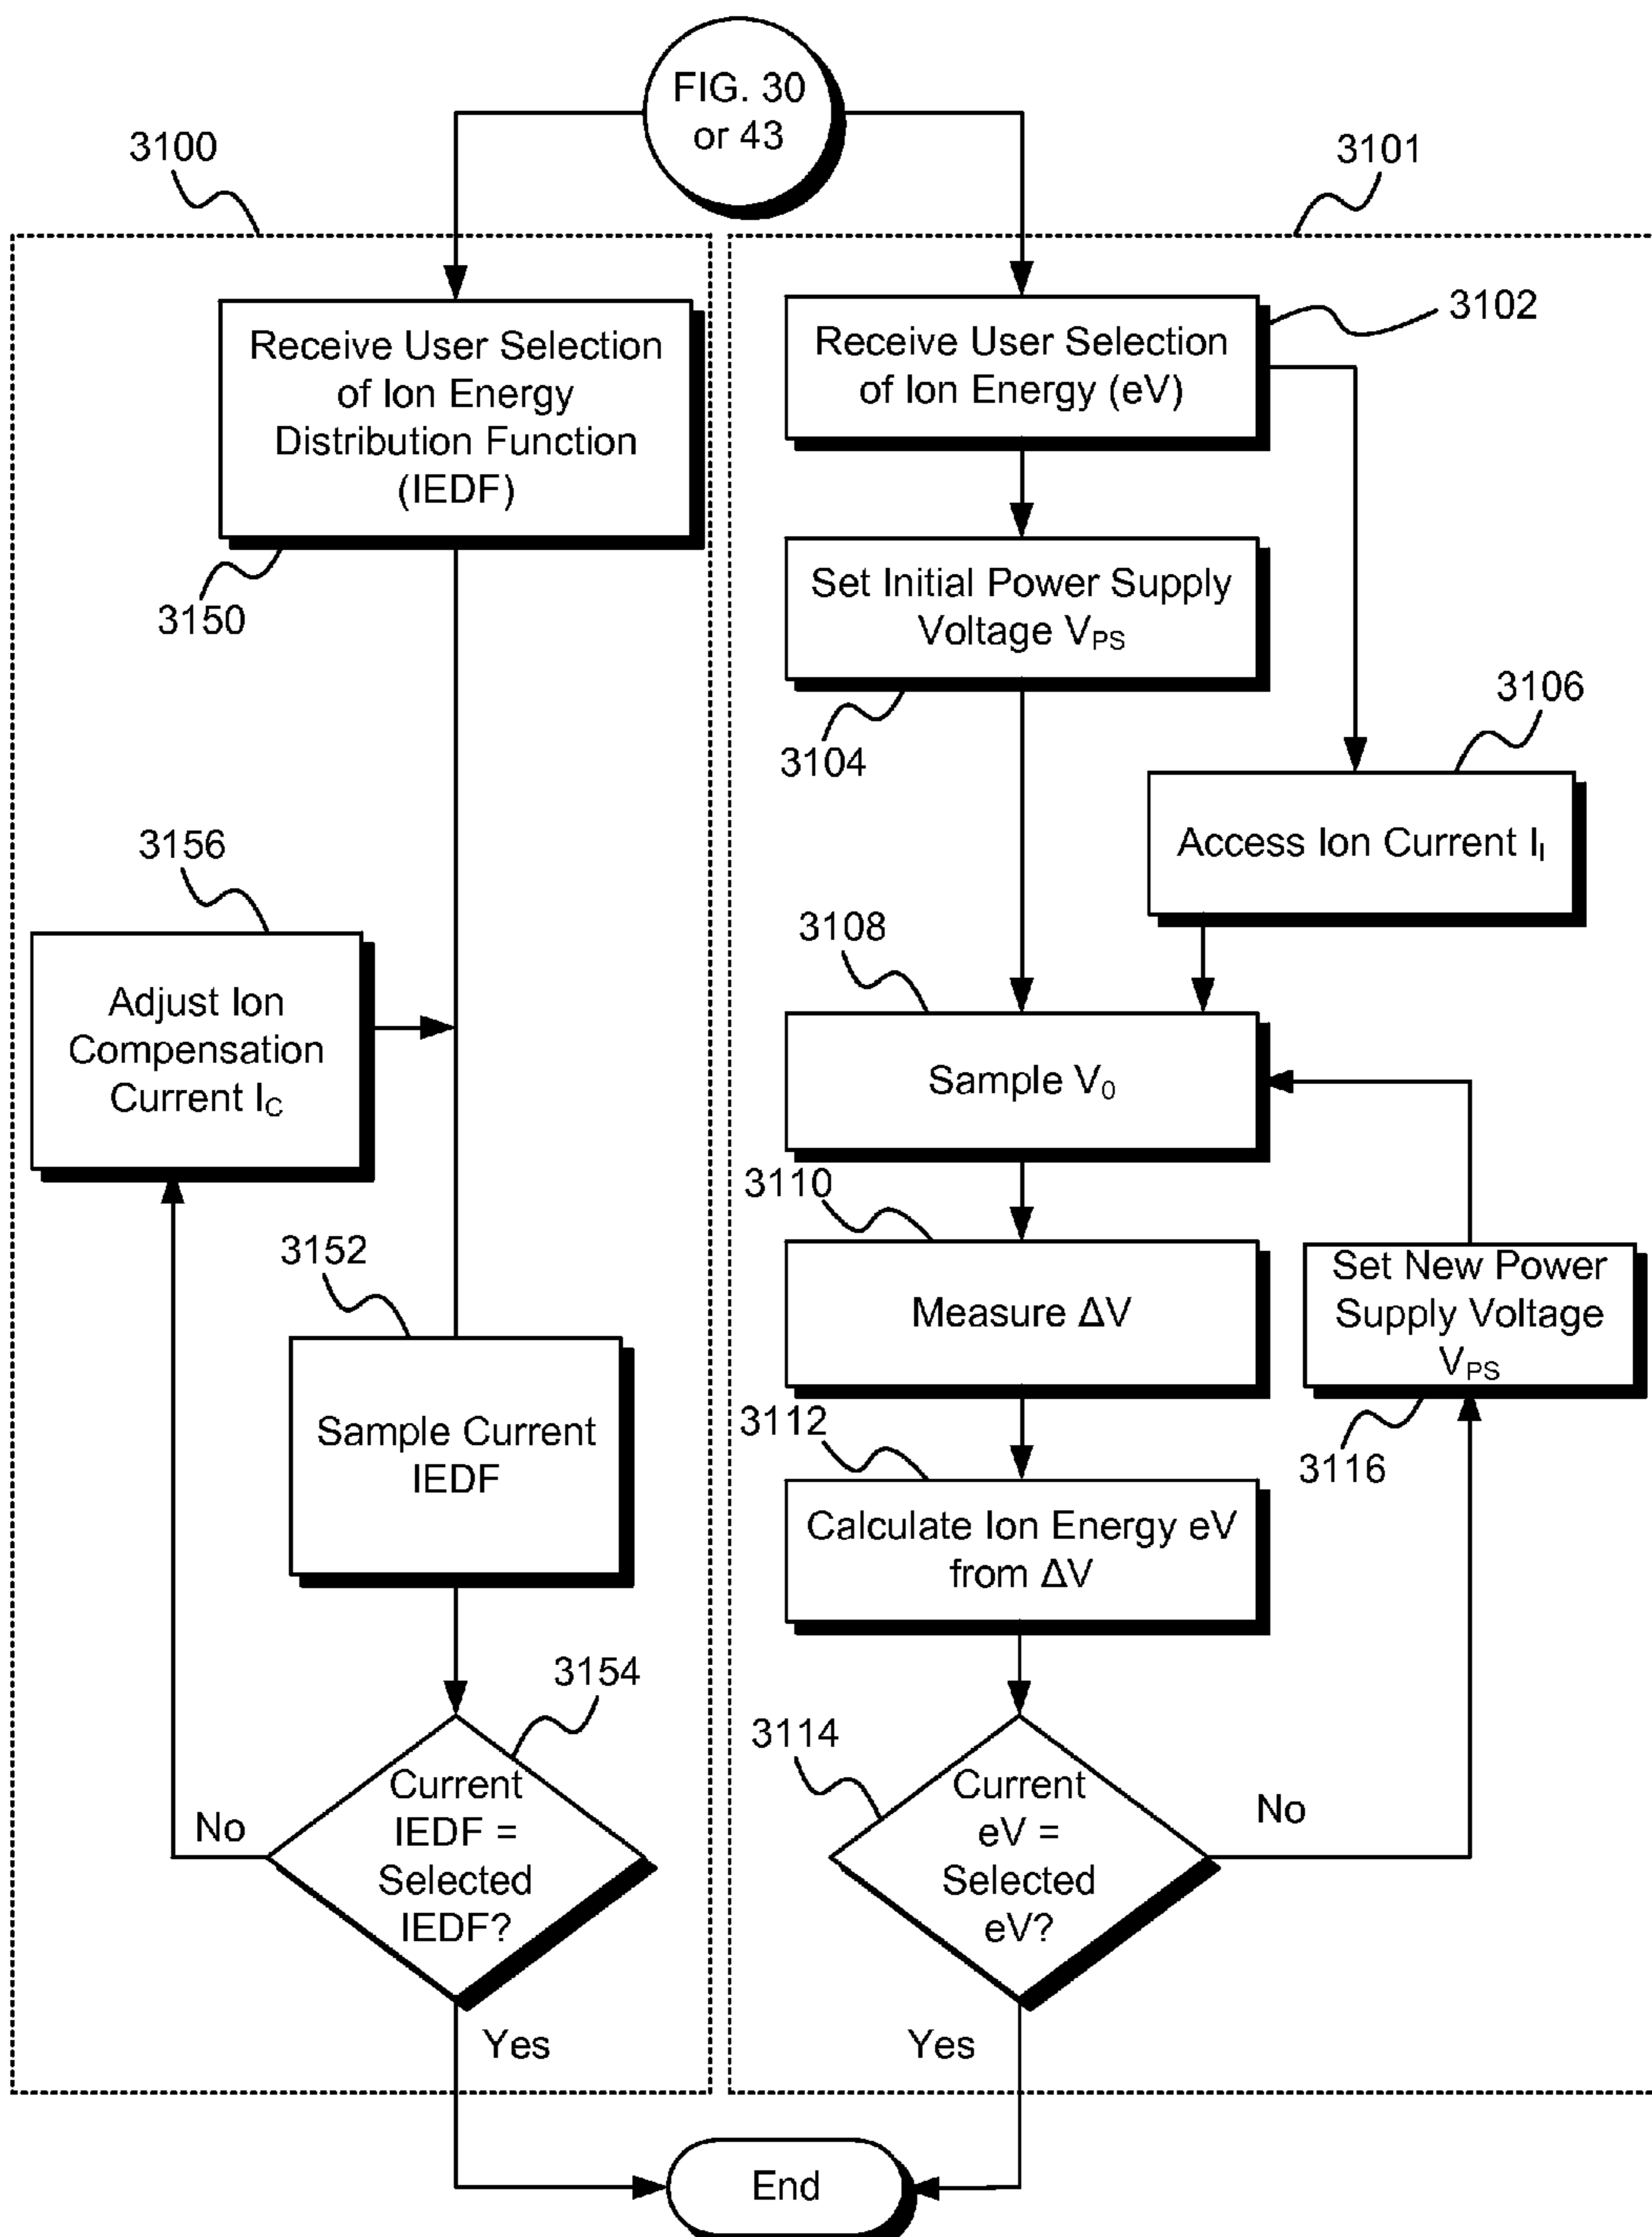 FIG. 30
or 43
3100
3101
Receive User Selection
of Ion Energy
Distribution Function
(IEDF)
3150
Receive User Selection
of Ion Energy (eV)
3102
Set Initial Power Supply
Voltage VPS
3104
3106
Access Ion Current II
3156
Adjust Ion
Compensation
Current IC
3108
Sample V0
3110
Measure ΔV
3152
Sample Current
IEDF
Set New Power
Supply Voltage
VPS
3116
3112
Calculate Ion Energy eV
from ΔV
3154
Current
IEDF =
Selected
IEDF?
No
Yes
3114
Current
eV =
Selected
eV?
No
Yes
End